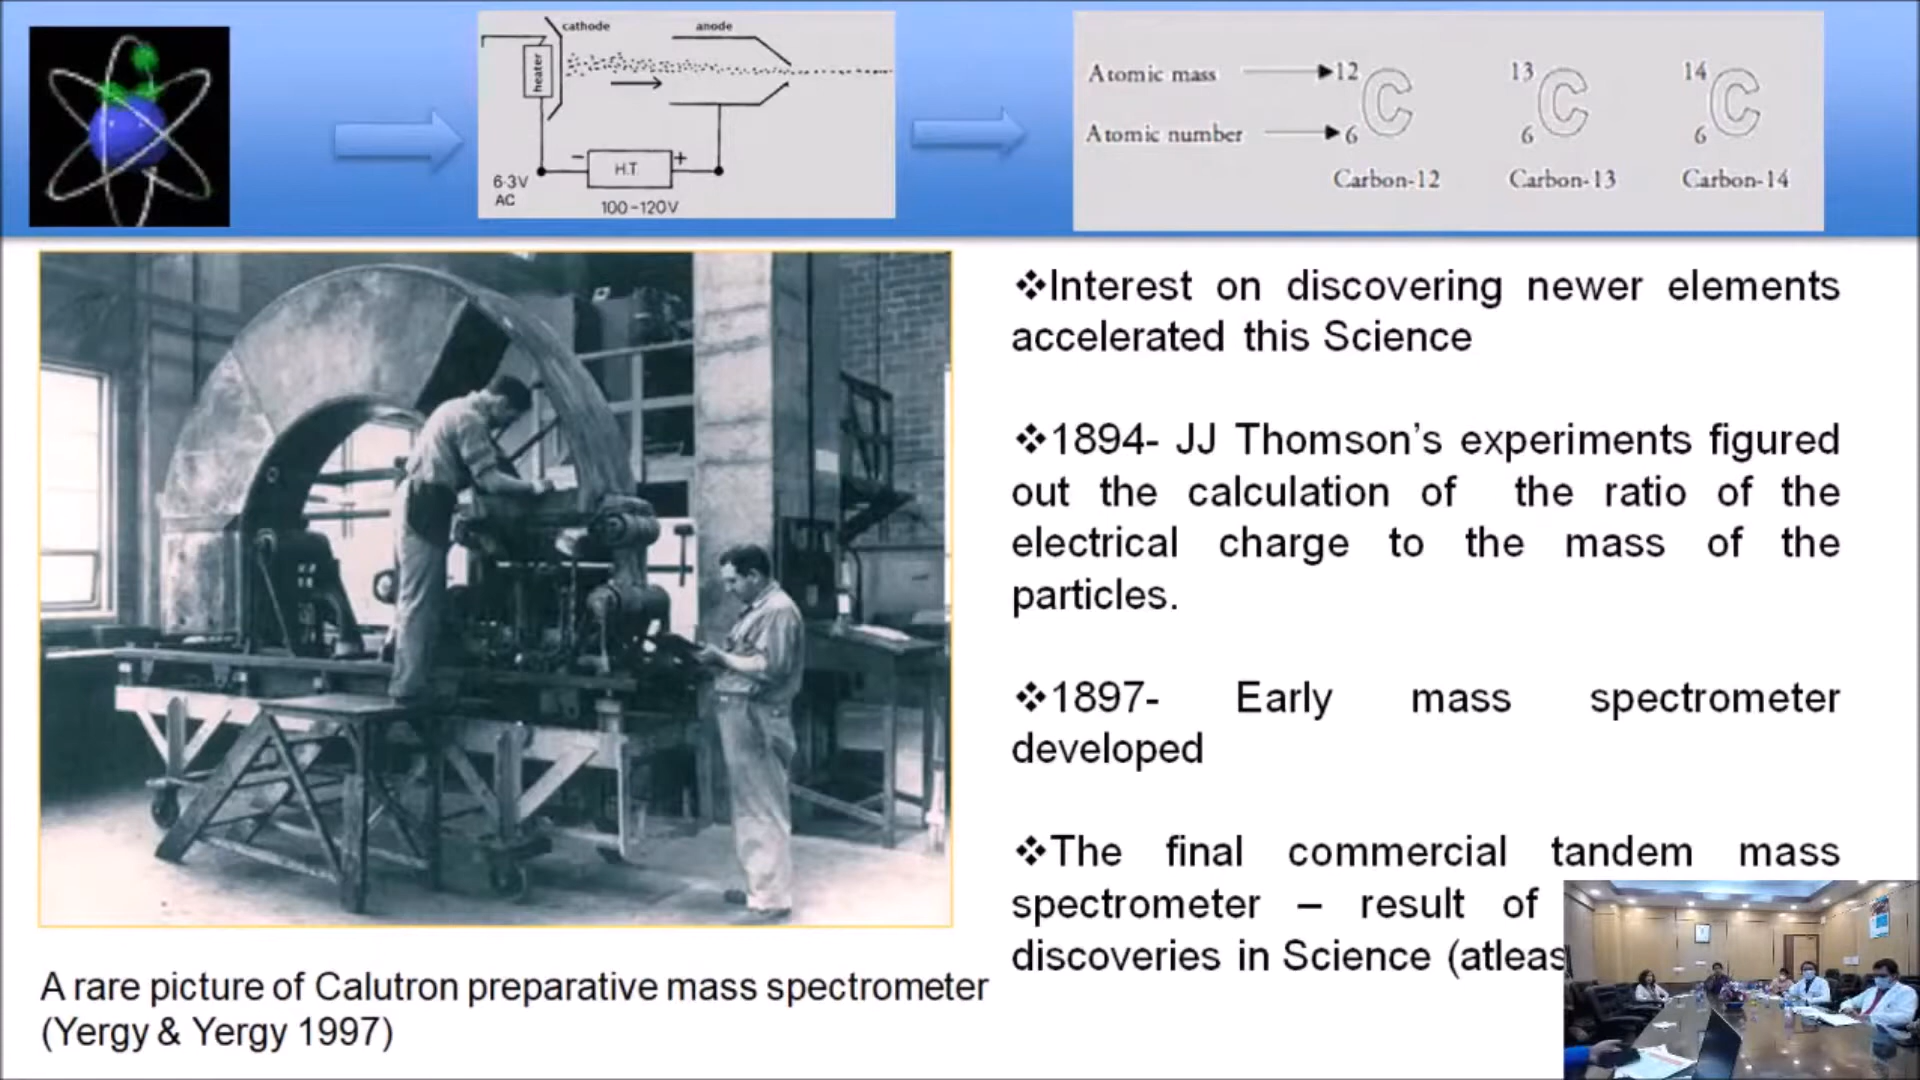 cathode
anode
heater
H.T.
6·3V
AC
100-120V
Atomic mass
12
C
13
C
14
C
Atomic number
6
6
6
Carbon-12
Carbon-13
Carbon-14
❖Interest on discovering newer elements
accelerated this Science
❖1894- JJ Thomson’s experiments figured
out the calculation of the ratio of the
electrical charge to the mass of the
particles.
❖1897- Early mass spectrometer
developed
❖The final commercial tandem mass
spectrometer – result of
discoveries in Science (atleas
A rare picture of Calutron preparative mass spectrometer
(Yergy & Yergy 1997)